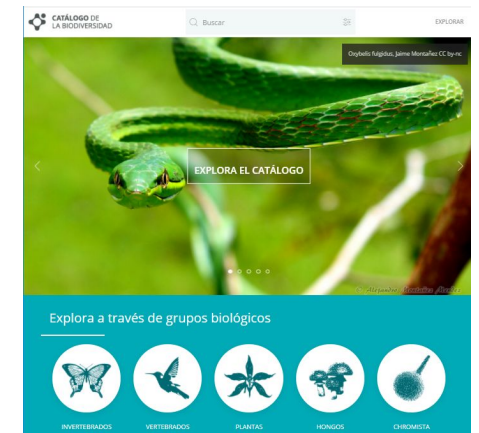 CATÁLOGO DE
LA BIODIVERSIDAD
Buscar
EXPLORAR
Oxybelis fulgidus, Jaime Montañez CC by-nc
EXPLORA EL CATÁLOGO
Explora a través de grupos biológicos
INVERTEBRADOS
VERTEBRADOS
PLANTAS
HONGOS
CHROMISTA